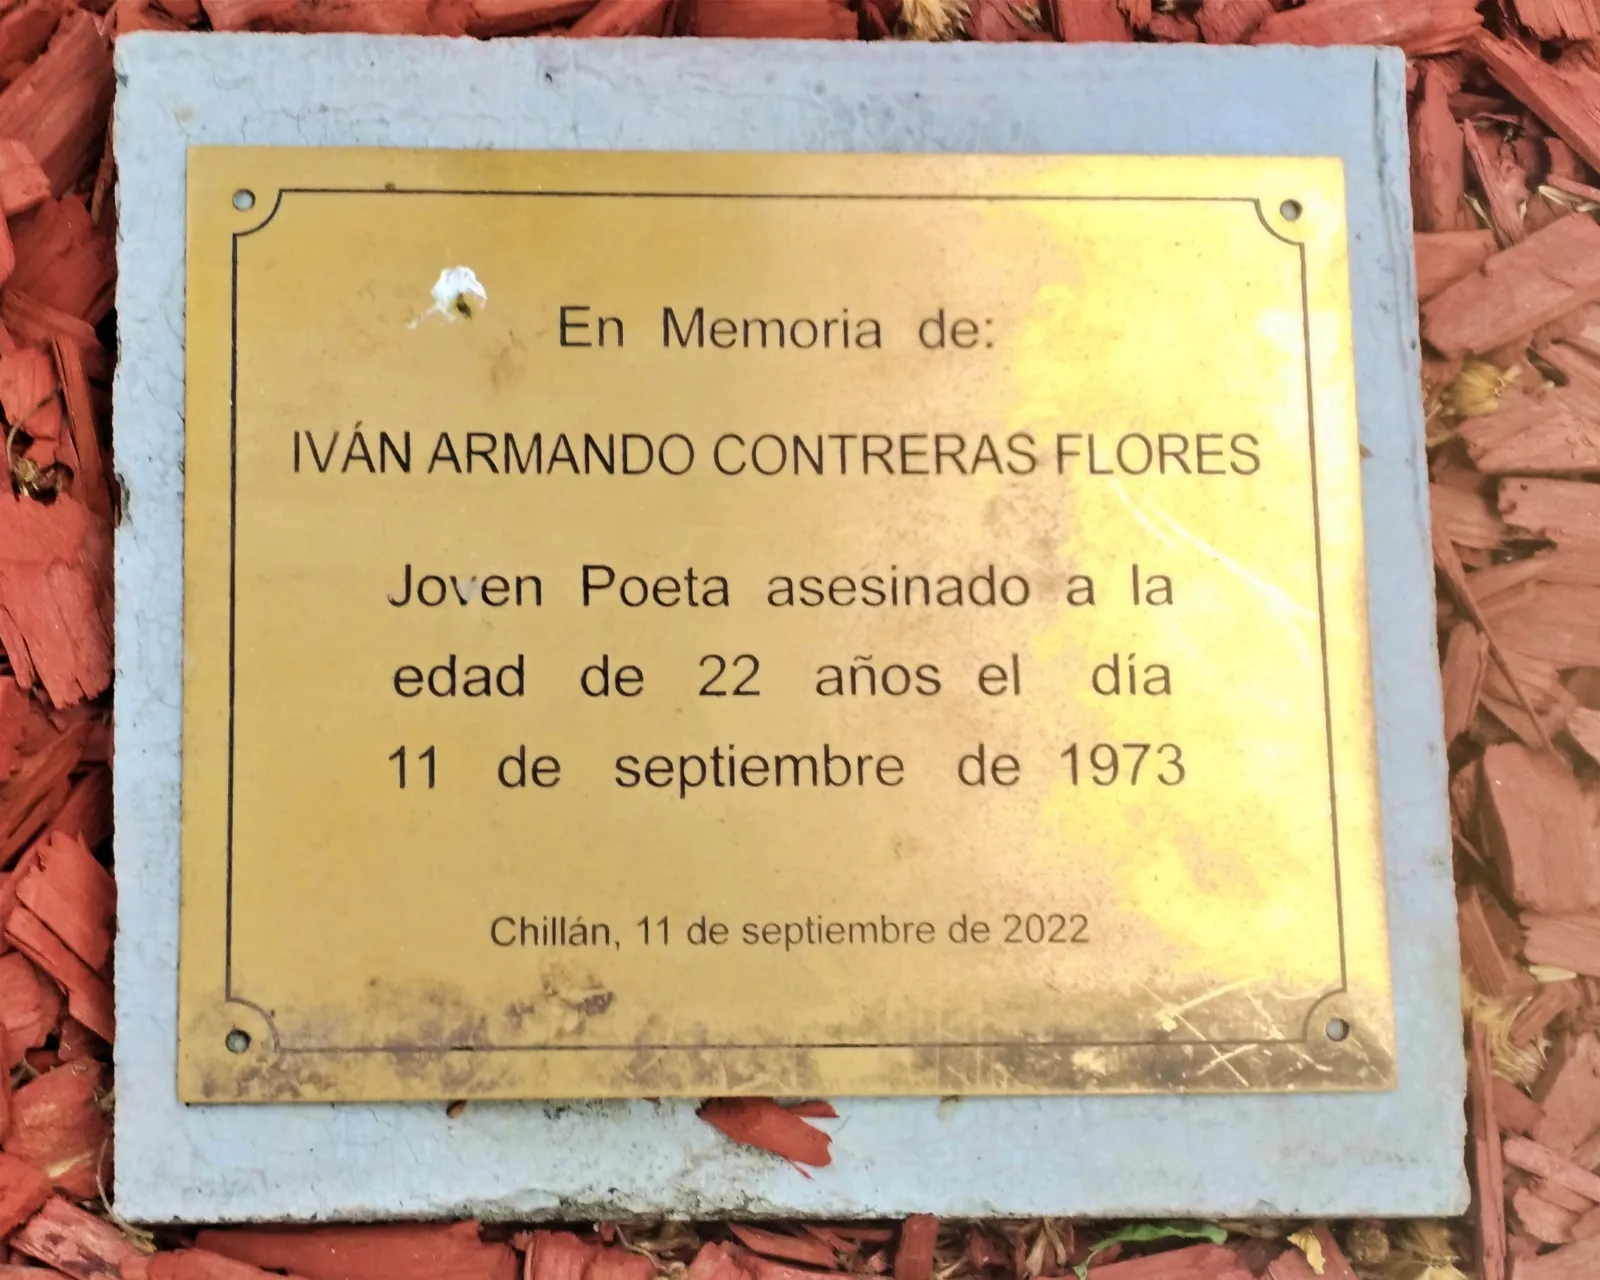 En Memoria de:
IVÁN ARMANDO CONTRERAS FLORES
Joven Poeta asesinado a la
edad de 22 años el día
11 de septiembre de 1973
Chillán, 11 de septiembre de 2022